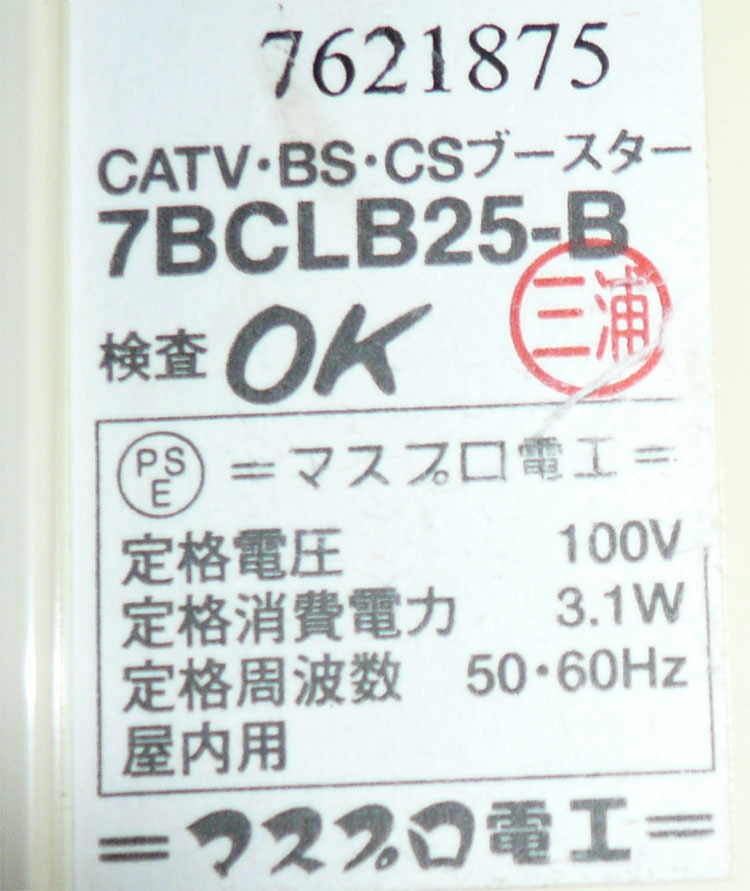 7621875
CATV・BS・CSブースター
7BCLB25-B
検査 OK 三浦
PSE =マスプロ電工=
定格電圧 100V
定格消費電力 3.1W
定格周波数 50・60Hz
屋内用
=マスプロ電工=